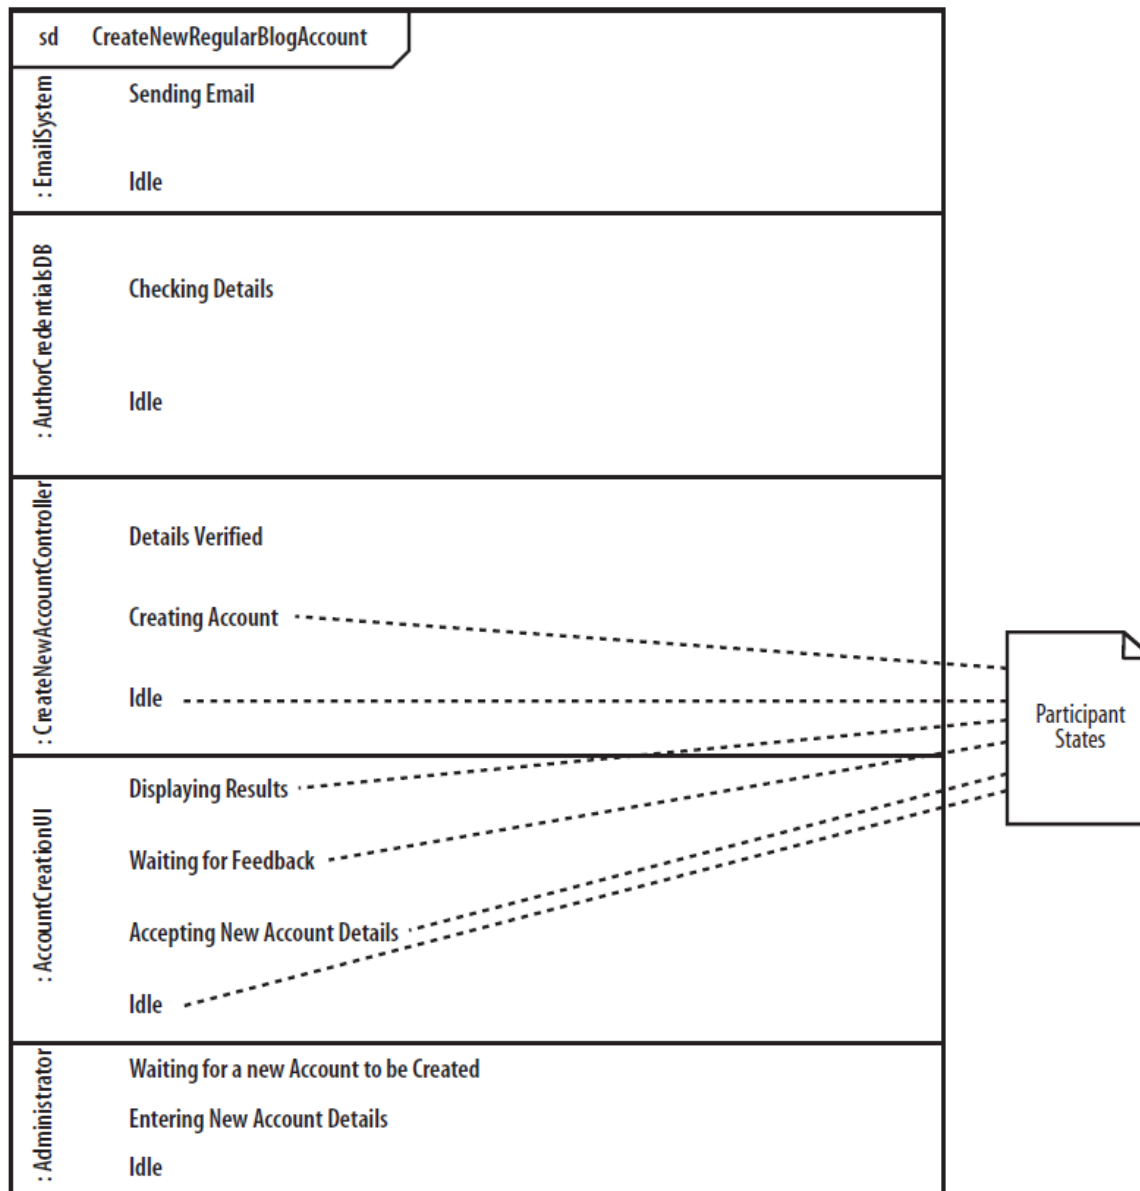 sd CreateNewRegularBlogAccount
: EmailSystem
Sending Email
Idle
: AuthorCredentialsDB
Checking Details
Idle
: CreateNewAccountController
Details Verified
Creating Account
Idle
Participant
States
: AccountCreationUI
Displaying Results
Waiting for Feedback
Accepting New Account Details
Idle
: Administrator
Waiting for a new Account to be Created
Entering New Account Details
Idle